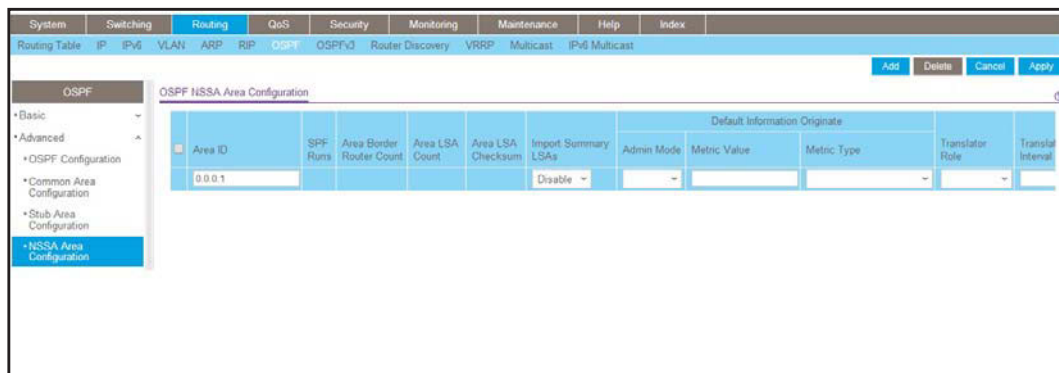 System Switching Routing QoS Security Monitoring Maintenance Help Index
Routing Table IP IPv6 VLAN ARP RIP OSPF OSPFv3 Router Discovery VRRP Multicast IPv6 Multicast
Add Delete Cancel Apply
OSPF
OSPF NSSA Area Configuration
•Basic
•Advanced
•OSPF Configuration
•Common Area
Configuration
•Stub Area
Configuration
•NSSA Area
Configuration
Default Information Originate
Area ID
SPF
Runs
Area Border
Router Count
Area LSA
Count
Area LSA
Checksum
Import Summary
LSAs
Admin Mode
Metric Value
Metric Type
Translator
Role
Translat
Interval
0.0.0.1
Disable